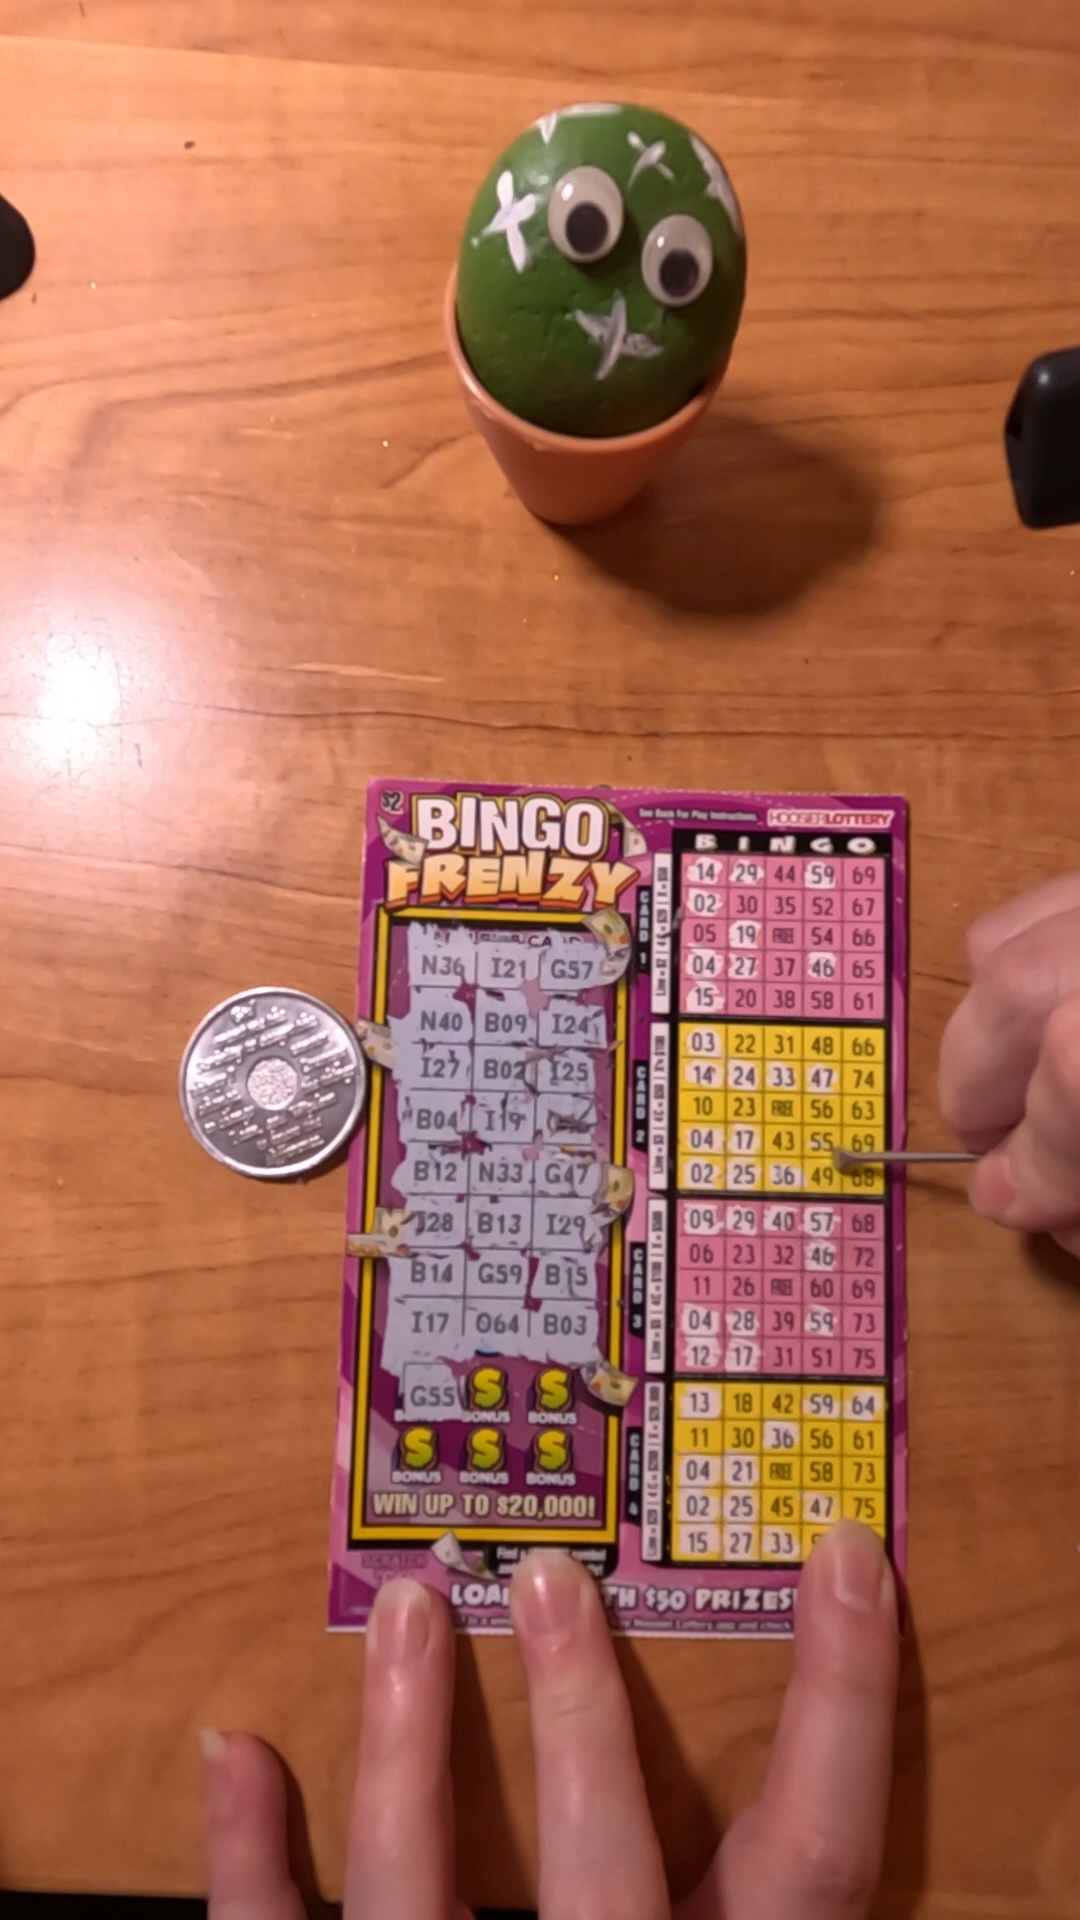 $2
BINGO
FRENZY
See Back For Play Instructions.
HOOSIER LOTTERY
N36 I21 G57
N40 B09 I24
I27 B02 I25
B04 I19
B12 N33 G47
I28 B13 I29
B14 G59 B15
I17 O64 B03
G55 $ $
BONUS BONUS
$ $ $
BONUS BONUS BONUS
WIN UP TO $20,000!
B I N G O
CARD 1
14 29 44 59 69
02 30 35 52 67
05 19 FREE 54 66
04 27 37 46 65
15 20 38 58 61
CARD 2
03 22 31 48 66
14 24 33 47 74
10 23 FREE 56 63
04 17 43 55 69
02 25 36 49 68
CARD 3
09 29 40 57 68
06 23 32 46 72
11 26 FREE 60 69
04 28 39 59 73
12 17 31 51 75
CARD 4
13 18 42 59 64
11 30 36 56 61
04 21 FREE 58 73
02 25 45 47 75
15 27 33
SCRATCH
$50 PRIZES!